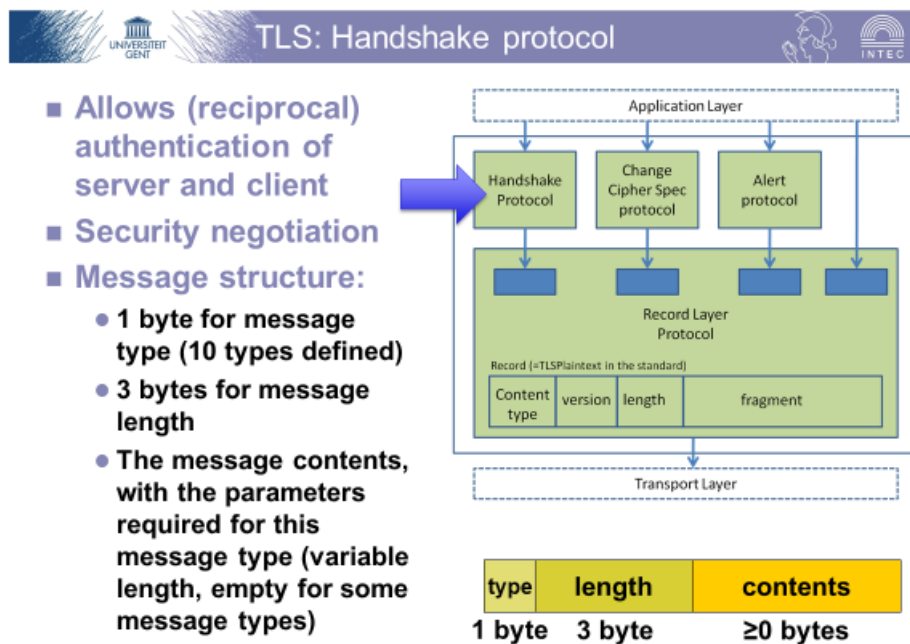 UNIVERSITEIT
GENT
TLS: Handshake protocol
INTEC
Allows (reciprocal)
authentication of
server and client
Security negotiation
Message structure:
1 byte for message
type (10 types defined)
3 bytes for message
length
The message contents,
with the parameters
required for this
message type (variable
length, empty for some
message types)
Application Layer
Handshake
Protocol
Change
Cipher Spec
protocol
Alert
protocol
Record Layer
Protocol
Record (=TLSPlaintext in the standard)
Content
type
version
length
fragment
Transport Layer
type length contents
1 byte 3 byte ≥0 bytes